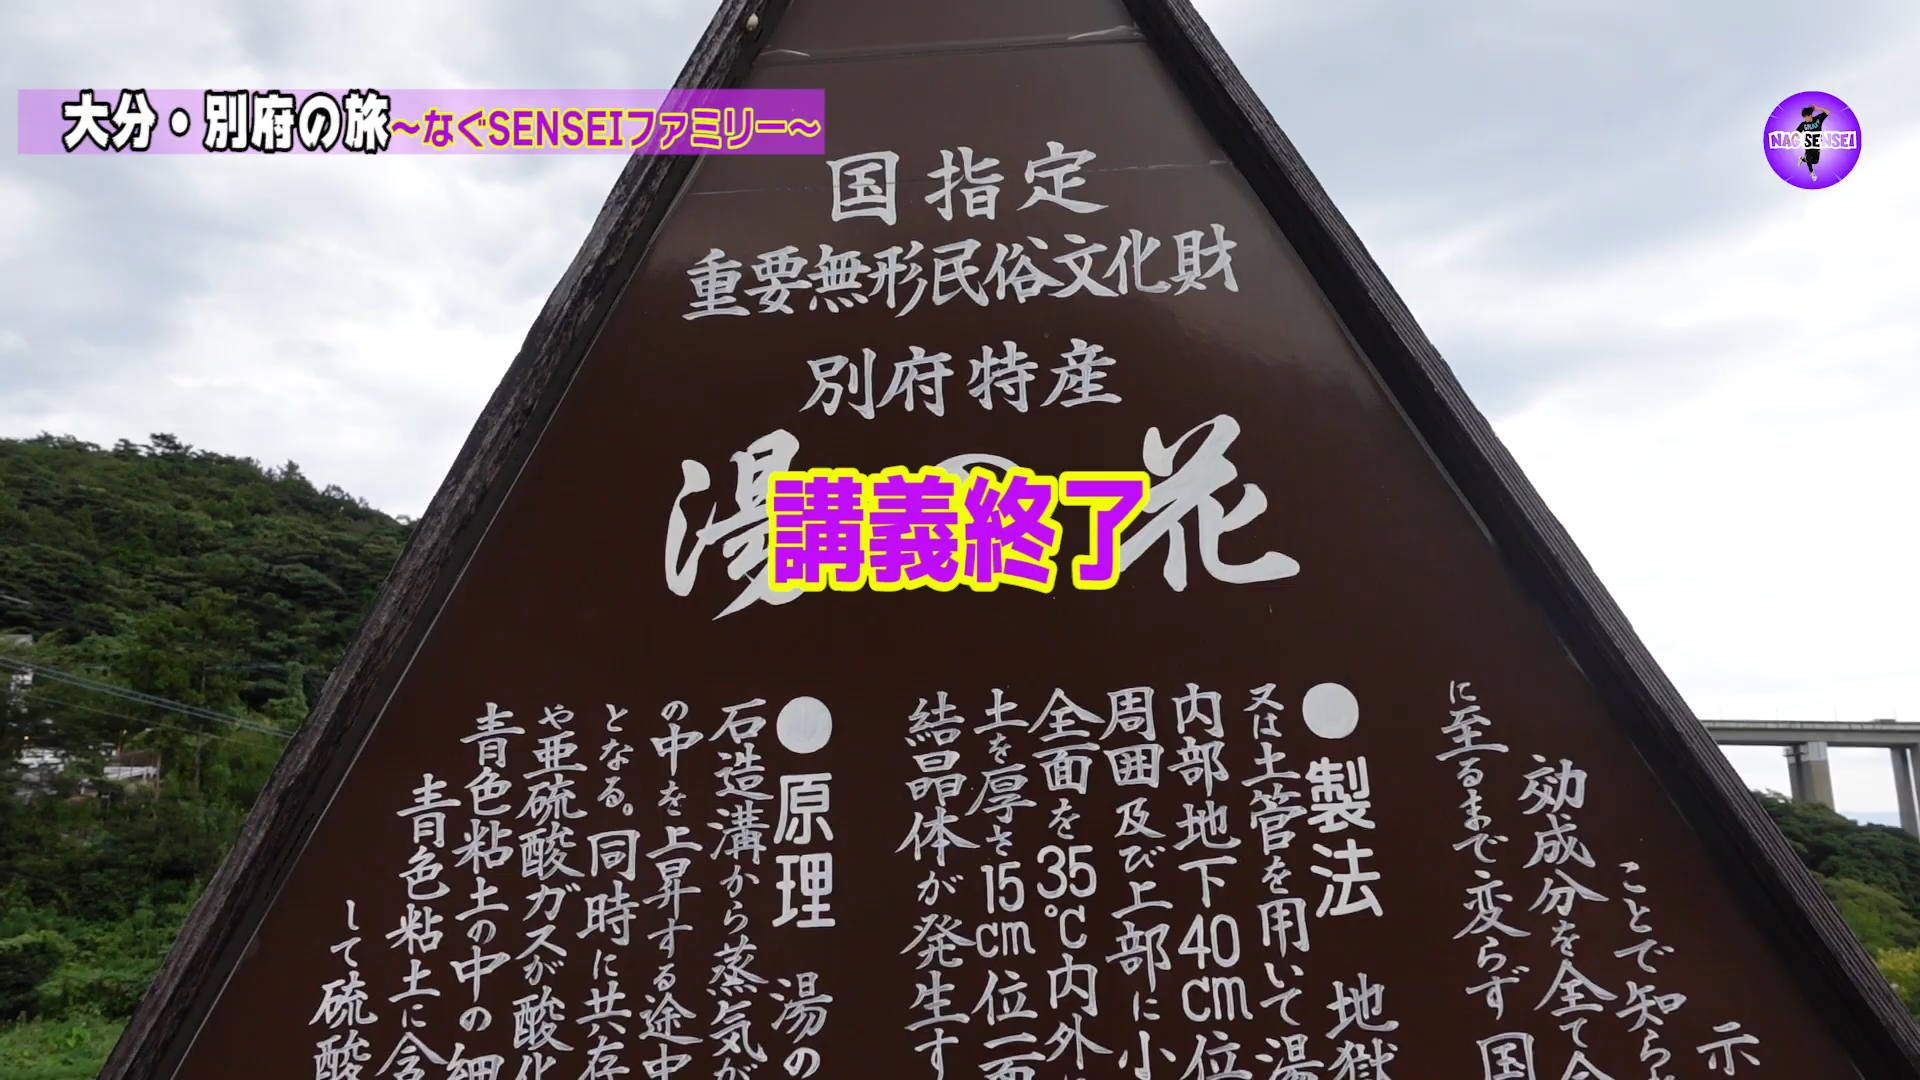 大分・別府の旅~なぐSENSEIファミリー~
NAG SENSEI
国指定
重要無形民俗文化財
別府特産
湯の花
講義終了
示
ことで知ら
効成分を全て含
に至るまで変らず 国
●製法 地獄
又は土管を用いて湯
内部地下40cm位
周囲及び上部に小
全面を35℃内外
土を厚さ15cm位一面
結晶体が発生す
●原理 湯の
石造溝から蒸気が
の中を上昇する途中
となる。同時に共存
や亜硫酸ガスが酸化
青色粘土の中の細
青色粘土に含
して硫酸